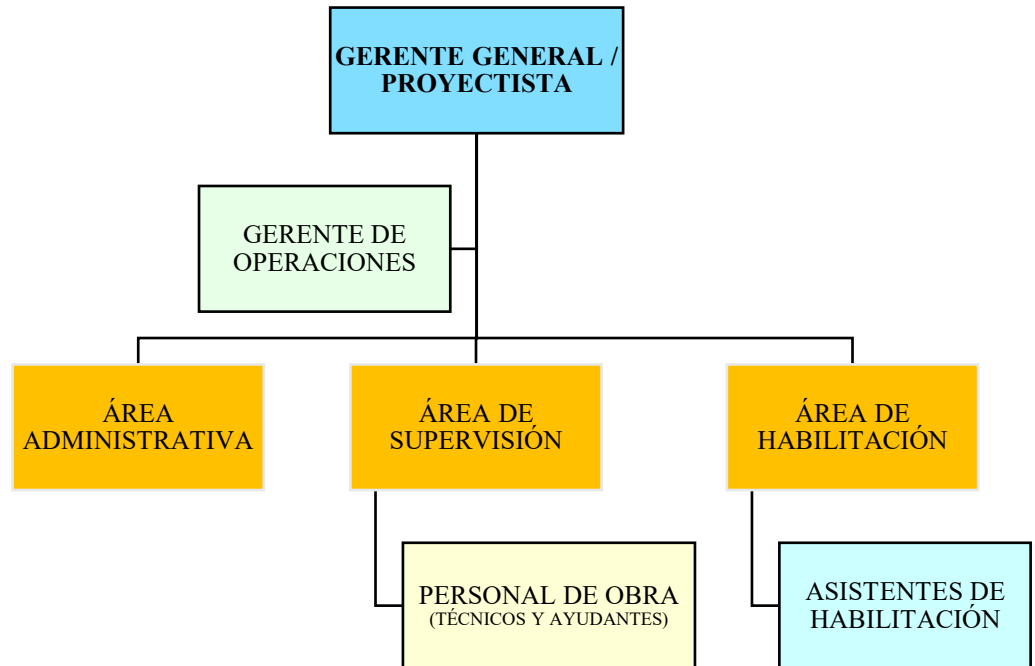 GERENTE GENERAL /
PROYECTISTA
GERENTE DE
OPERACIONES
ÁREA
ADMINISTRATIVA
ÁREA DE
SUPERVISIÓN
ÁREA DE
HABILITACIÓN
PERSONAL DE OBRA
(TÉCNICOS Y AYUDANTES)
ASISTENTES DE
HABILITACIÓN